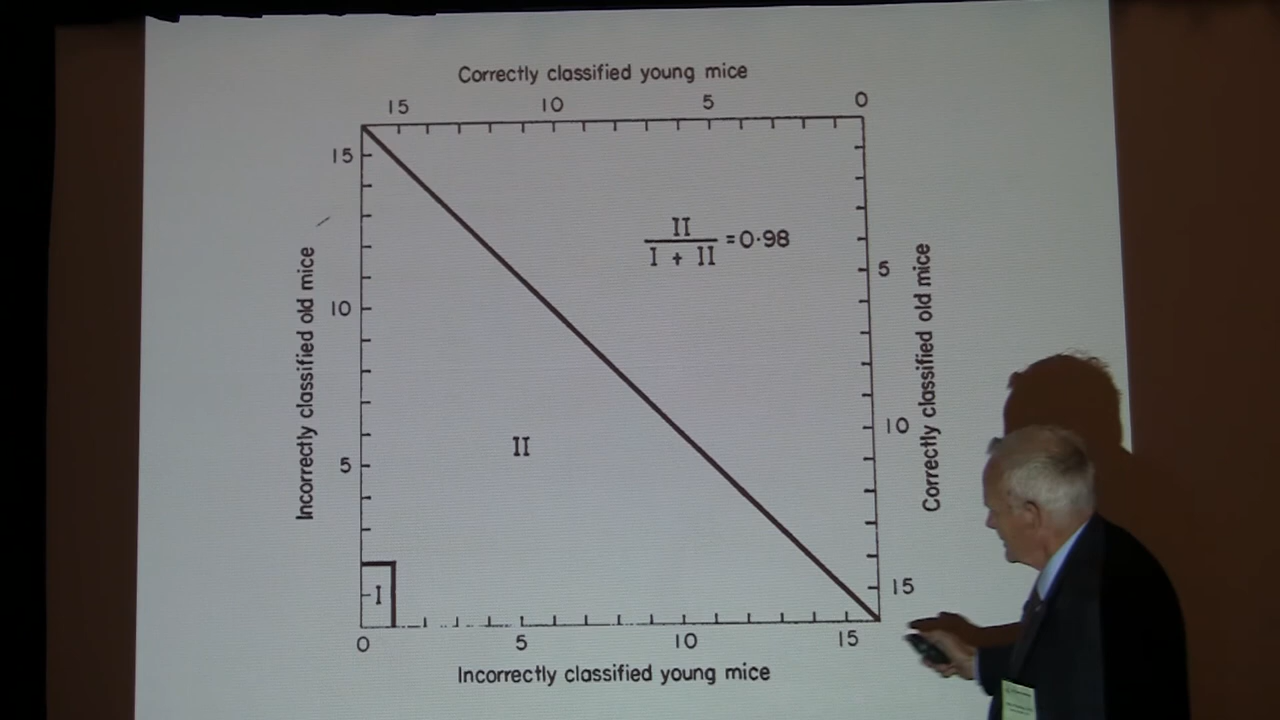 Correctly classified young mice
15 10 5 0
15
II
I + II
=0·98
Incorrectly classified old mice
5
Correctly classified old mice
10
10
II
5
I
15
0 5 10 15
Incorrectly classified young mice